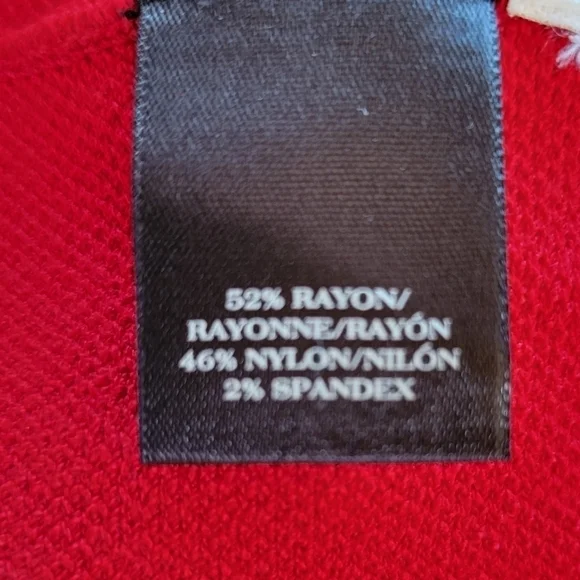 52% RAYON/
RAYONNE/RAYÓN
46% NYLON/NILÓN
2% SPANDEX